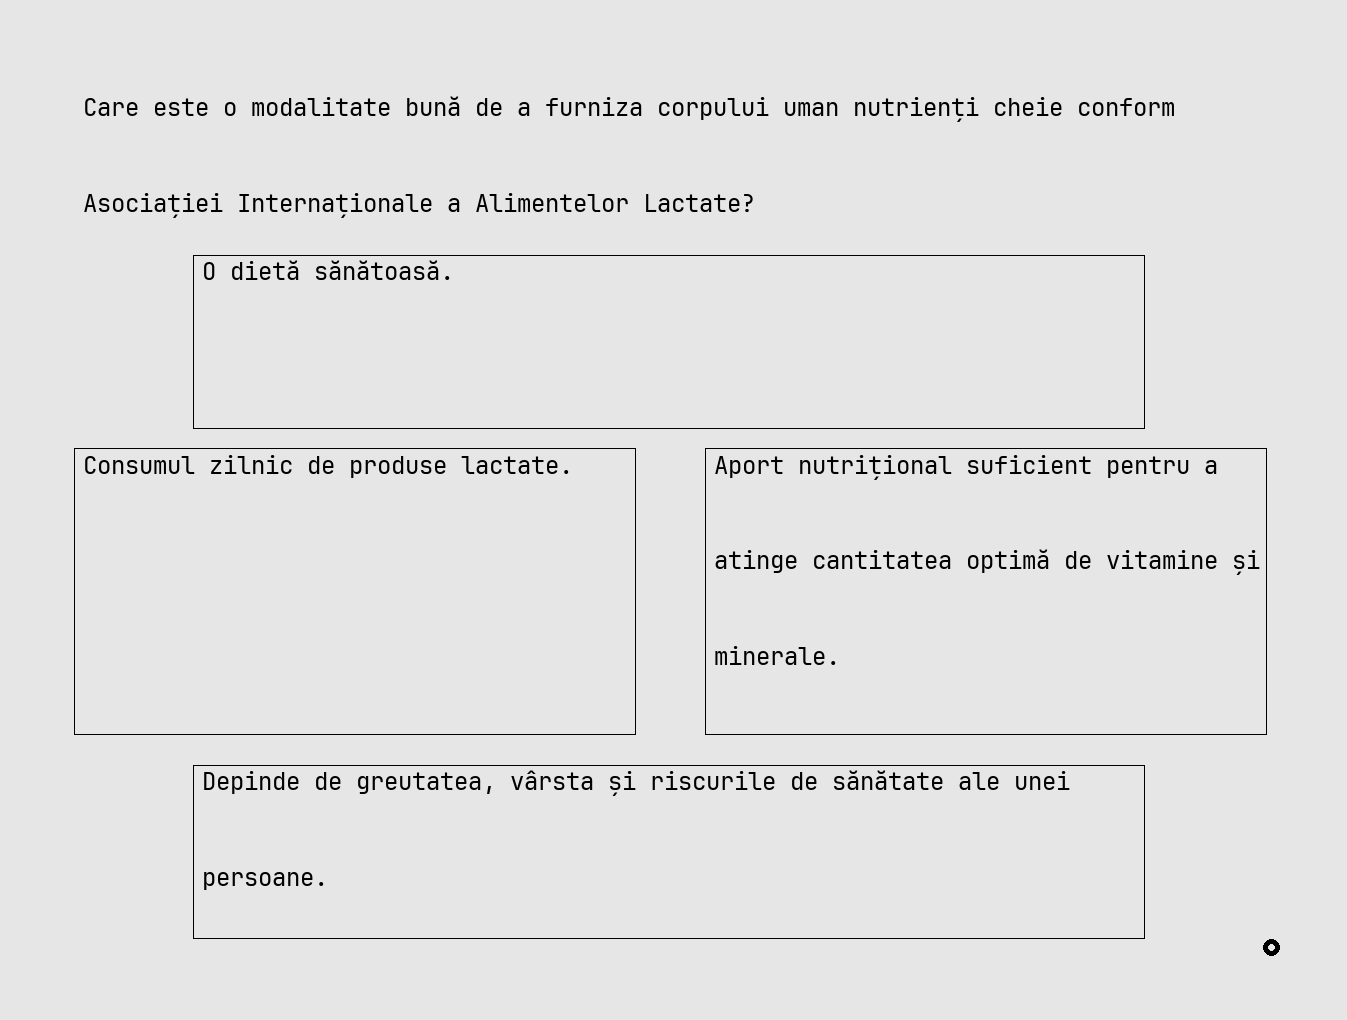 Care este o modalitate bună de a furniza corpului uman nutrienți cheie conform
Asociației Internaționale a Alimentelor Lactate?
O dietă sănătoasă.
Consumul zilnic de produse lactate.
Aport nutrițional suficient pentru a
atinge cantitatea optimă de vitamine și
minerale.
Depinde de greutatea, vârsta și riscurile de sănătate ale unei
persoane.